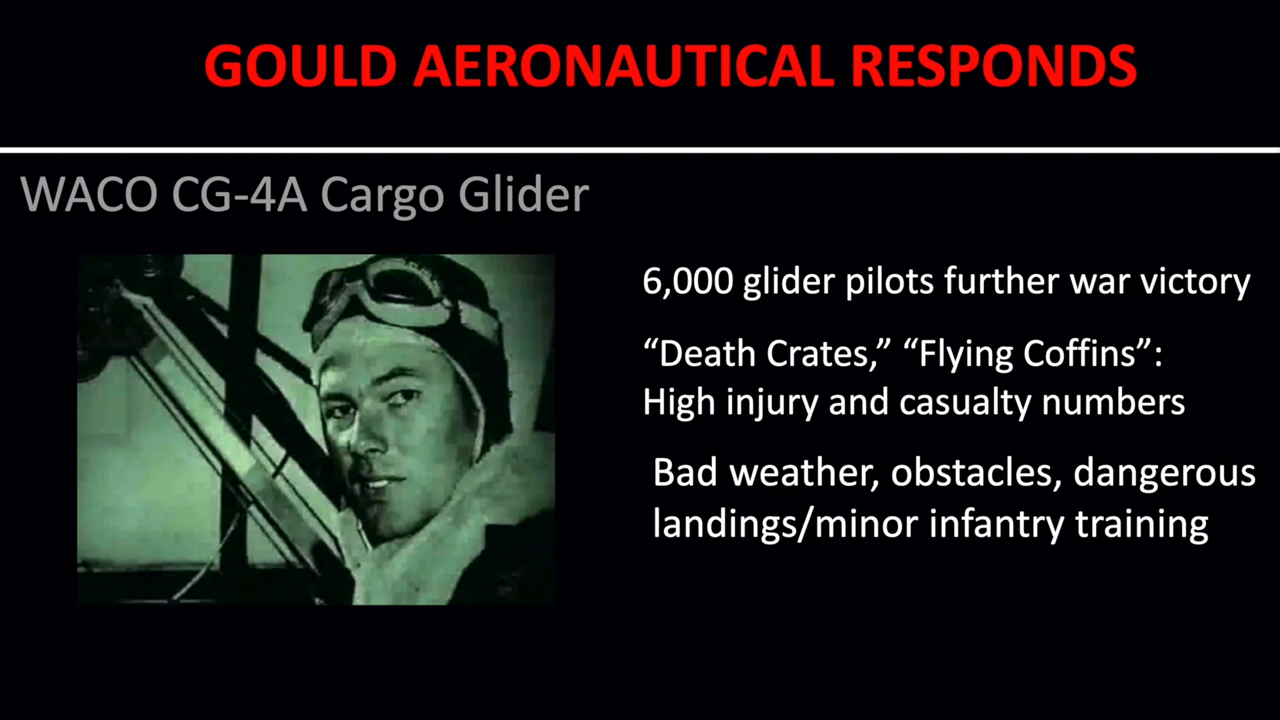 GOULD AERONAUTICAL RESPONDS
WACO CG-4A Cargo Glider
6,000 glider pilots further war victory
“Death Crates,” “Flying Coffins”:
High injury and casualty numbers
Bad weather, obstacles, dangerous
landings/minor infantry training